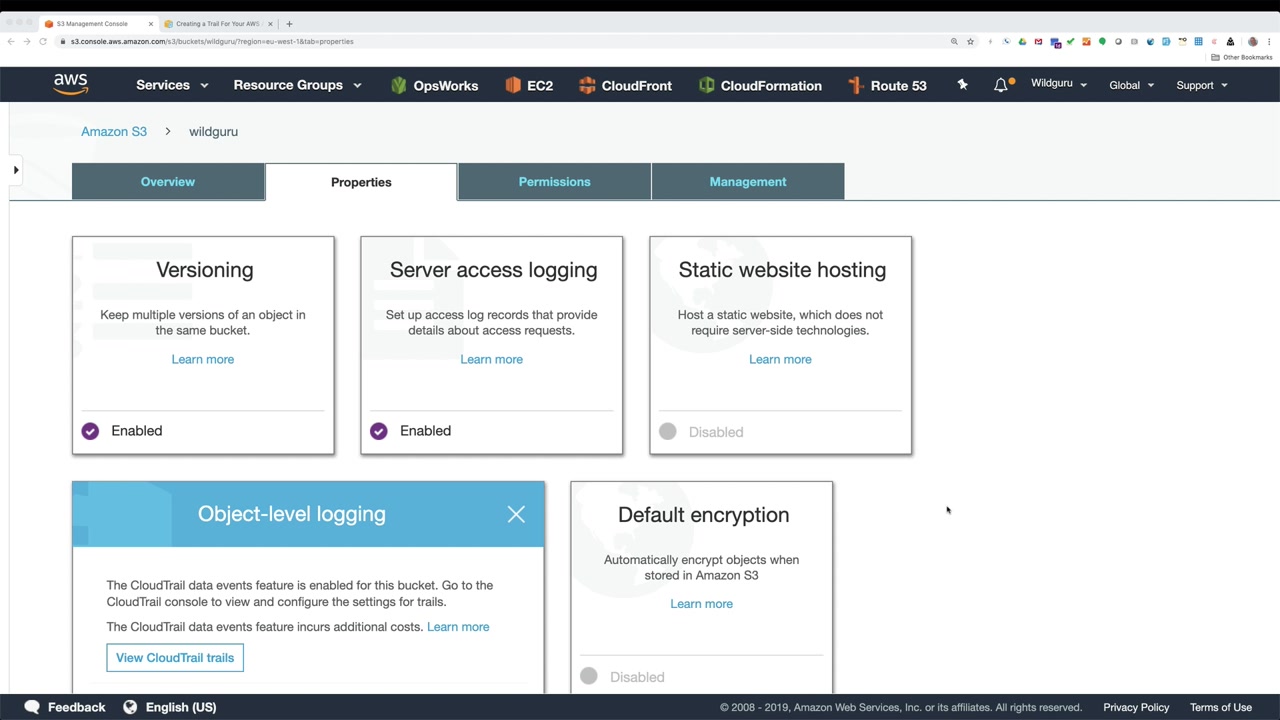 S3 Management Console
Creating a Trail For Your AWS
s3.console.aws.amazon.com/s3/buckets/wildguru/?region=eu-west-1&tab=properties
Other Bookmarks
aws
Services
Resource Groups
OpsWorks
EC2
CloudFront
CloudFormation
Route 53
Wildguru
Global
Support
Amazon S3
wildguru
Overview
Properties
Permissions
Management
Versioning
Keep multiple versions of an object in
the same bucket.
Learn more
Enabled
Server access logging
Set up access log records that provide
details about access requests.
Learn more
Enabled
Static website hosting
Host a static website, which does not
require server-side technologies.
Learn more
Disabled
Object-level logging
The CloudTrail data events feature is enabled for this bucket. Go to the
CloudTrail console to view and configure the settings for trails.
The CloudTrail data events feature incurs additional costs. Learn more
View CloudTrail trails
Default encryption
Automatically encrypt objects when
stored in Amazon S3
Learn more
Disabled
Feedback
English (US)
© 2008 - 2019, Amazon Web Services, Inc. or its affiliates. All rights reserved.
Privacy Policy
Terms of Use